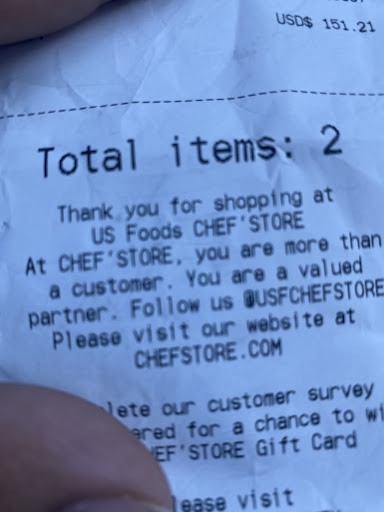 USD$ 151.21
Total items: 2
Thank you for shopping at
US Foods CHEF'STORE
At CHEF'STORE, you are more than
a customer. You are a valued
partner. Follow us @USFCHEFSTORE
Please visit our website at
CHEFSTORE.COM
lete our customer survey
ered for a chance to wi
EF'STORE Gift Card
lease visit